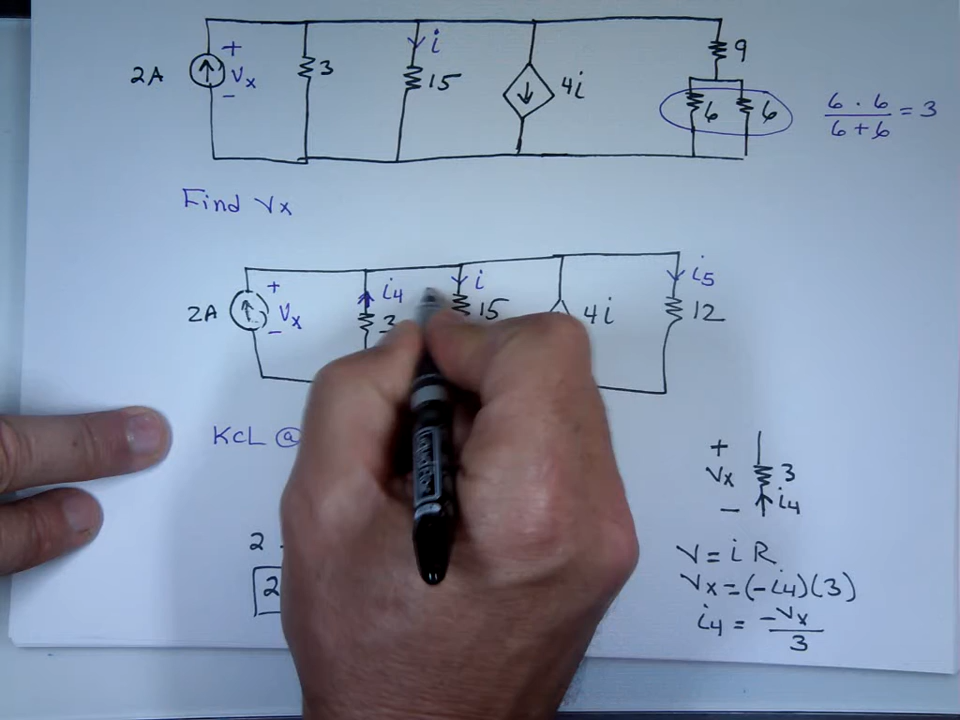 2A + Vx − 3 i 15 4i 9 6 6 6 · 6 / 6 + 6 = 3
Find Vx
2A + Vx − i4 3 i 15 4i i5 12
KCL @
+ Vx − 3 i4
2
2
V = i R
Vx = (−i4)(3)
i4 = −Vx / 3